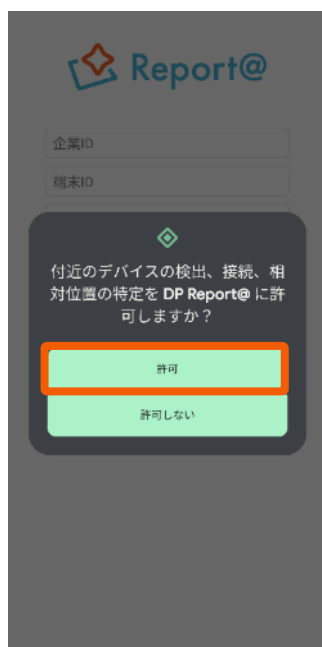 Report@
企業ID
端末ID
付近のデバイスの検出、接続、相
対位置の特定を DP Report@ に許
可しますか？
許可
許可しない